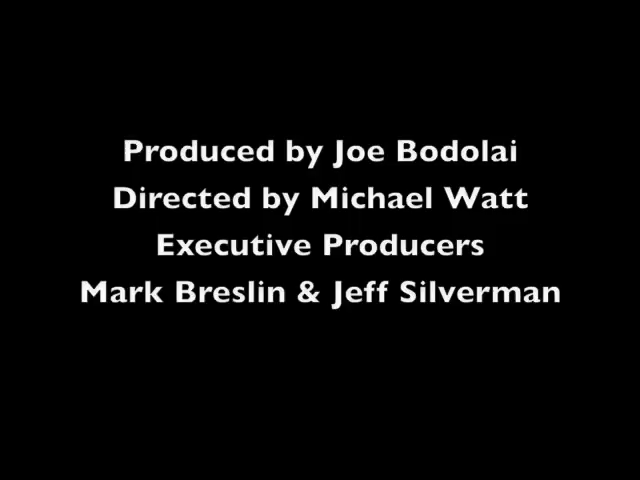 Produced by Joe Bodolai
Directed by Michael Watt
Executive Producers
Mark Breslin & Jeff Silverman